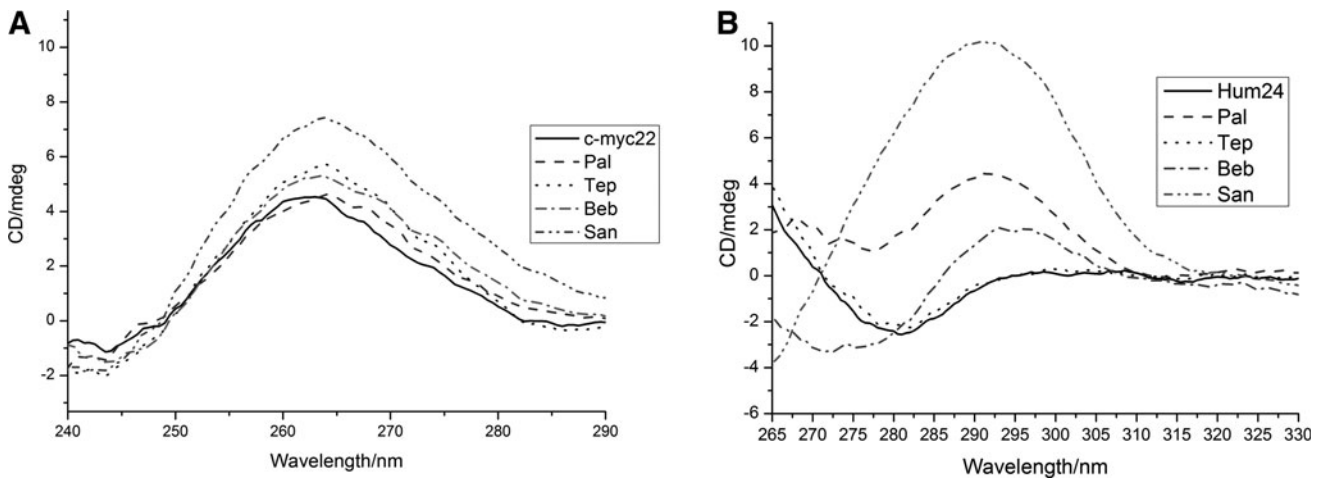 A
CD/mdeg
10
8
6
4
2
0
-2
240 250 260 270 280 290
Wavelength/nm
c-myc22
Pal
Tep
Beb
San
B
CD/mdeg
10
8
6
4
2
0
-2
-4
-6
265 270 275 280 285 290 295 300 305 310 315 320 325 330
Wavelength/nm
Hum24
Pal
Tep
Beb
San